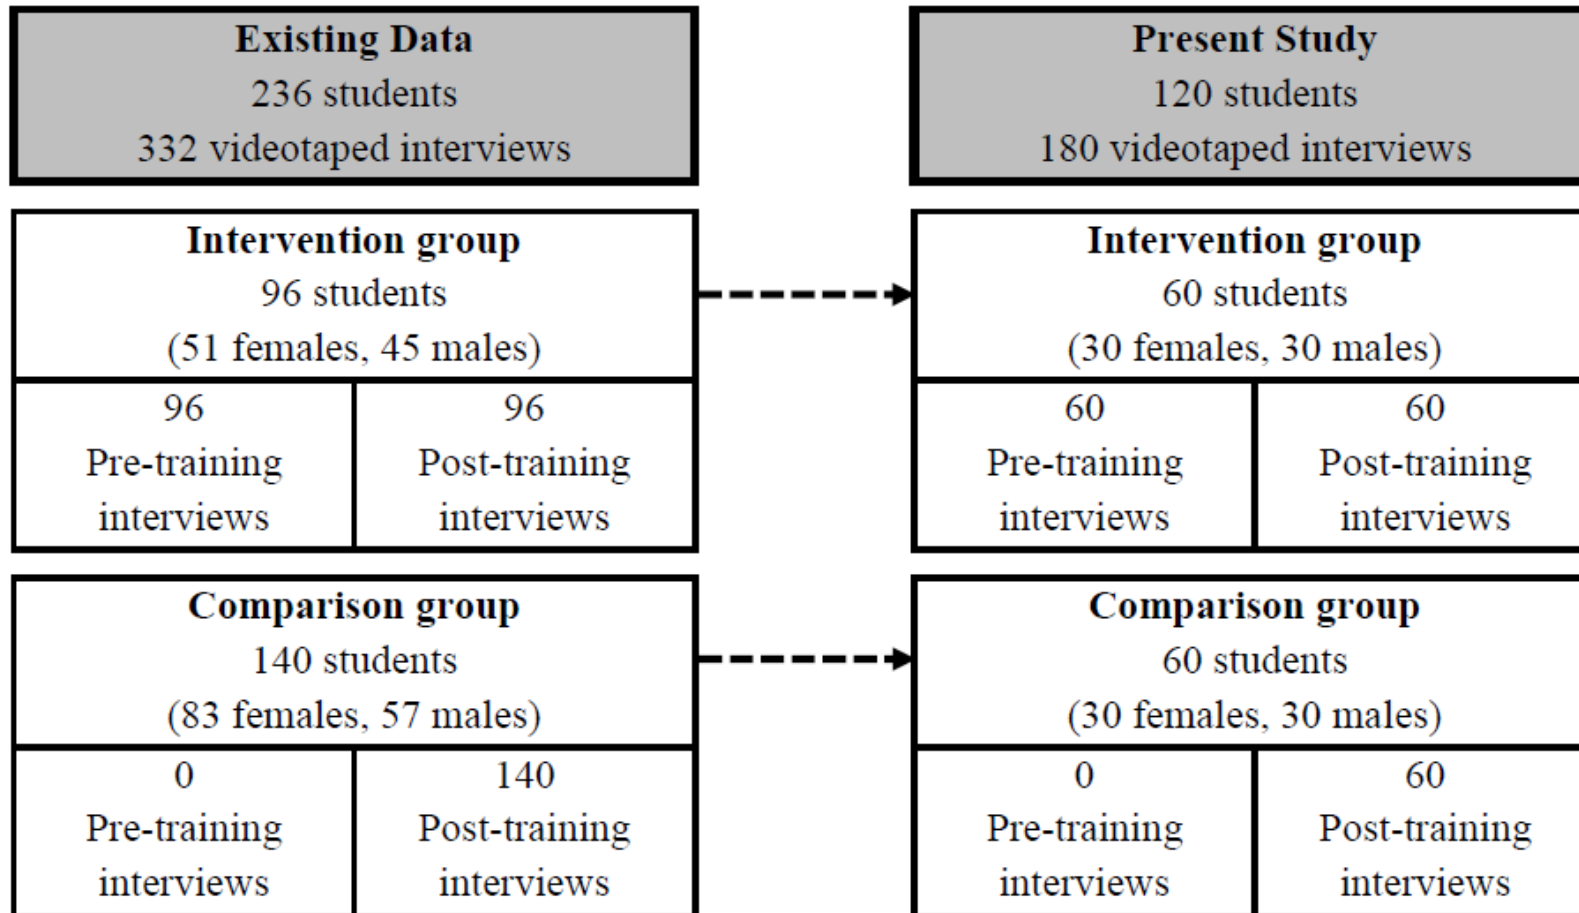 Existing Data
236 students
332 videotaped interviews
Present Study
120 students
180 videotaped interviews
Intervention group
96 students
(51 females, 45 males)
96
Pre-training
interviews
96
Post-training
interviews
Intervention group
60 students
(30 females, 30 males)
60
Pre-training
interviews
60
Post-training
interviews
Comparison group
140 students
(83 females, 57 males)
0
Pre-training
interviews
140
Post-training
interviews
Comparison group
60 students
(30 females, 30 males)
0
Pre-training
interviews
60
Post-training
interviews